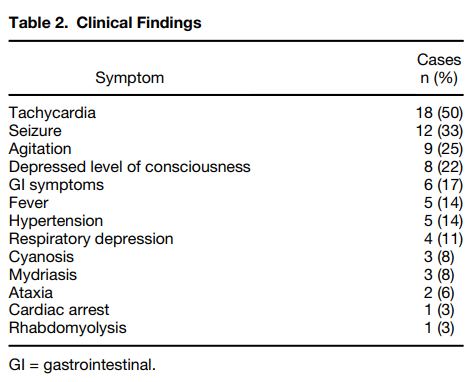 Table 2. Clinical Findings
Cases
Symptom n (%)
Tachycardia 18 (50)
Seizure 12 (33)
Agitation 9 (25)
Depressed level of consciousness 8 (22)
GI symptoms 6 (17)
Fever 5 (14)
Hypertension 5 (14)
Respiratory depression 4 (11)
Cyanosis 3 (8)
Mydriasis 3 (8)
Ataxia 2 (6)
Cardiac arrest 1 (3)
Rhabdomyolysis 1 (3)
GI = gastrointestinal.